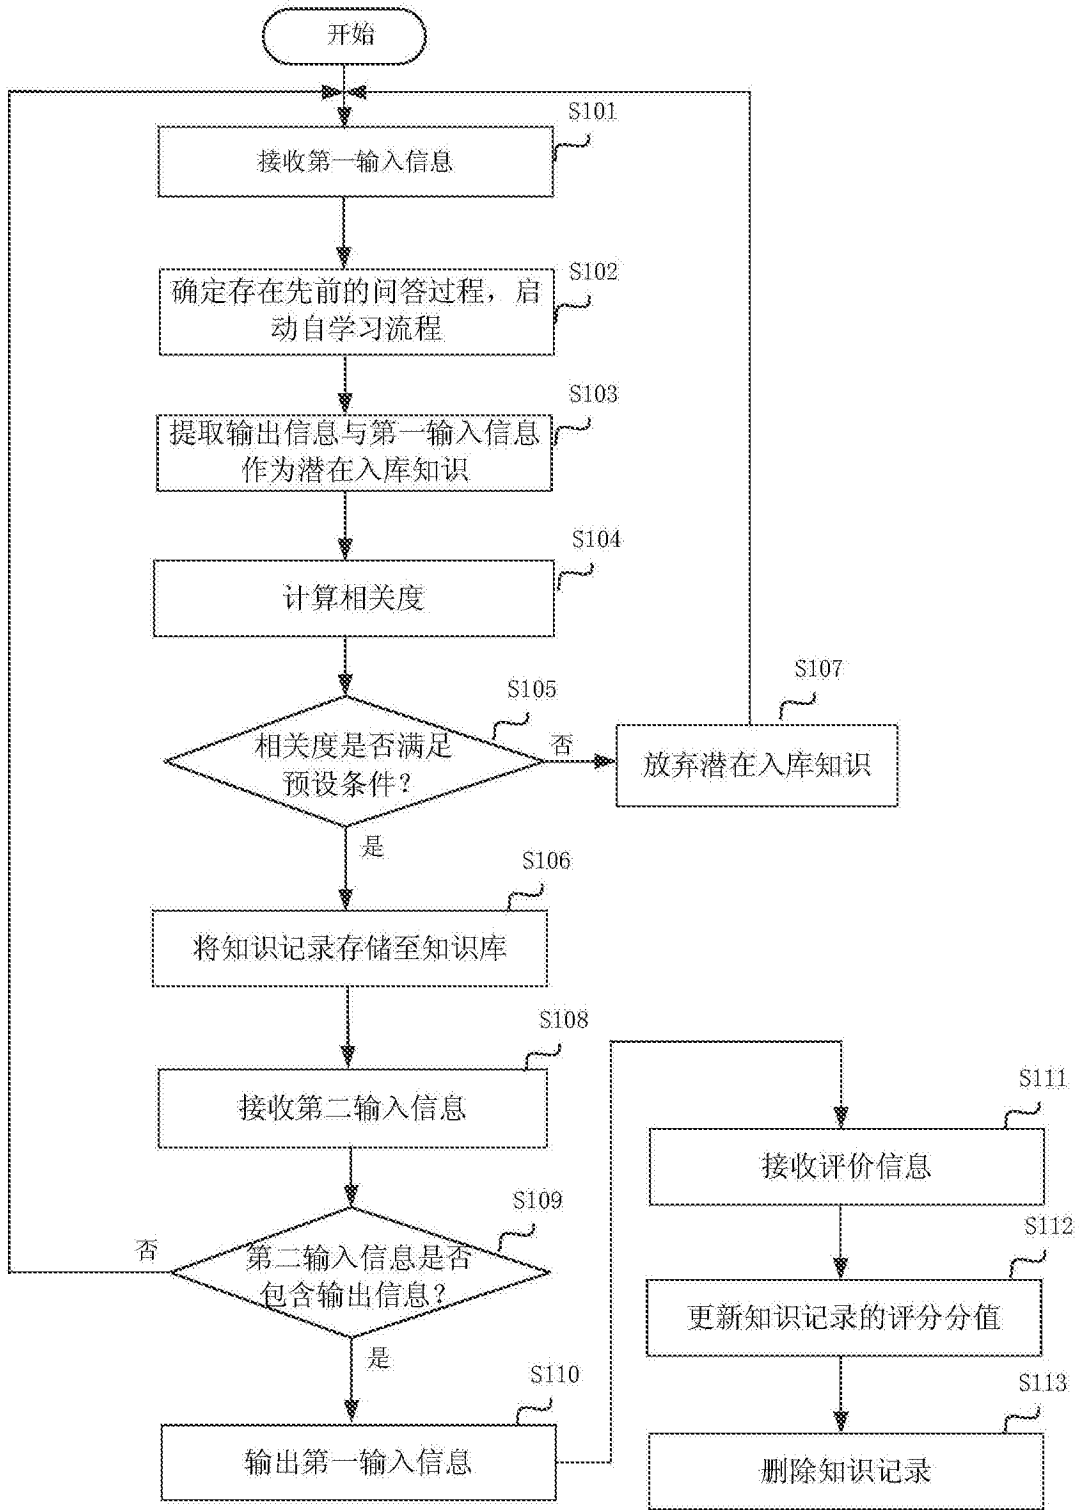 开始
S101
接收第一输入信息
S102
确定存在先前的问答过程，启
动自学习流程
S103
提取输出信息与第一输入信息
作为潜在入库知识
S104
计算相关度
S105
相关度是否满足
预设条件？
否
S107
放弃潜在入库知识
是
S106
将知识记录存储至知识库
S108
接收第二输入信息
S109
第二输入信息是否
包含输出信息？
否
是
S110
输出第一输入信息
S111
接收评价信息
S112
更新知识记录的评分分值
S113
删除知识记录